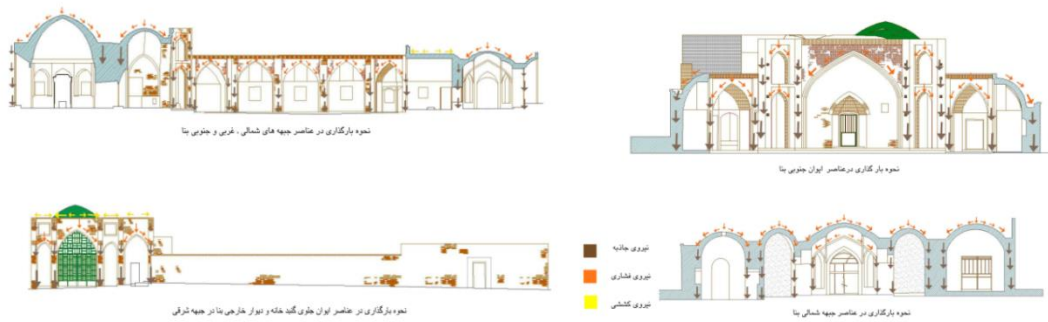 نحوه بارگذاری در عناصر جبهه های شمالی ، غربی و جنوبی بنا
نحوه بار گذاری درعناصر ایوان جنوبی بنا
نیروی جاذبه
نیروی فشاری
نیروی کششی
نحوه بارگذاری در عناصر ایوان جلوی گنبد خانه و دیوار خارجی بنا در جبهه شرقی
نحوه بارگذاری در عناصر جبهه شمالی بنا